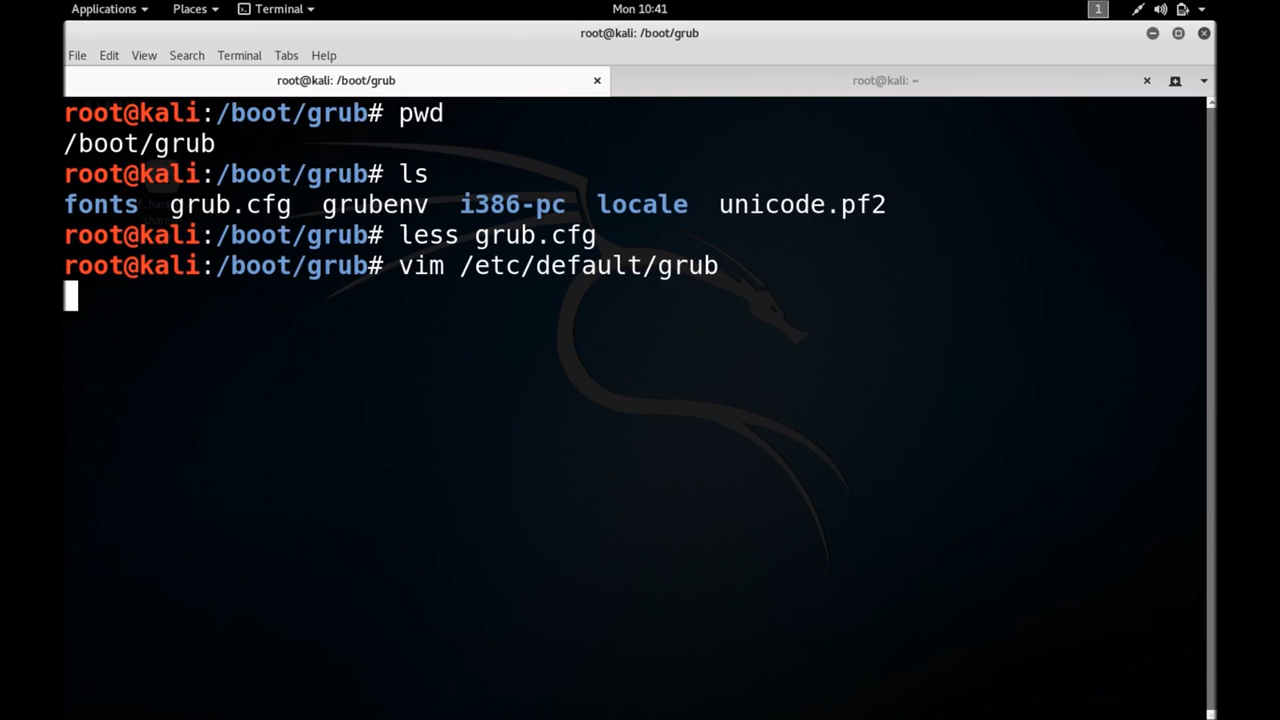 Applications Places Terminal Mon 10:41 1
root@kali: /boot/grub
File Edit View Search Terminal Tabs Help
root@kali: /boot/grub root@kali: ~
root@kali:/boot/grub# pwd
/boot/grub
root@kali:/boot/grub# ls
fonts grub.cfg grubenv i386-pc locale unicode.pf2
root@kali:/boot/grub# less grub.cfg
root@kali:/boot/grub# vim /etc/default/grub